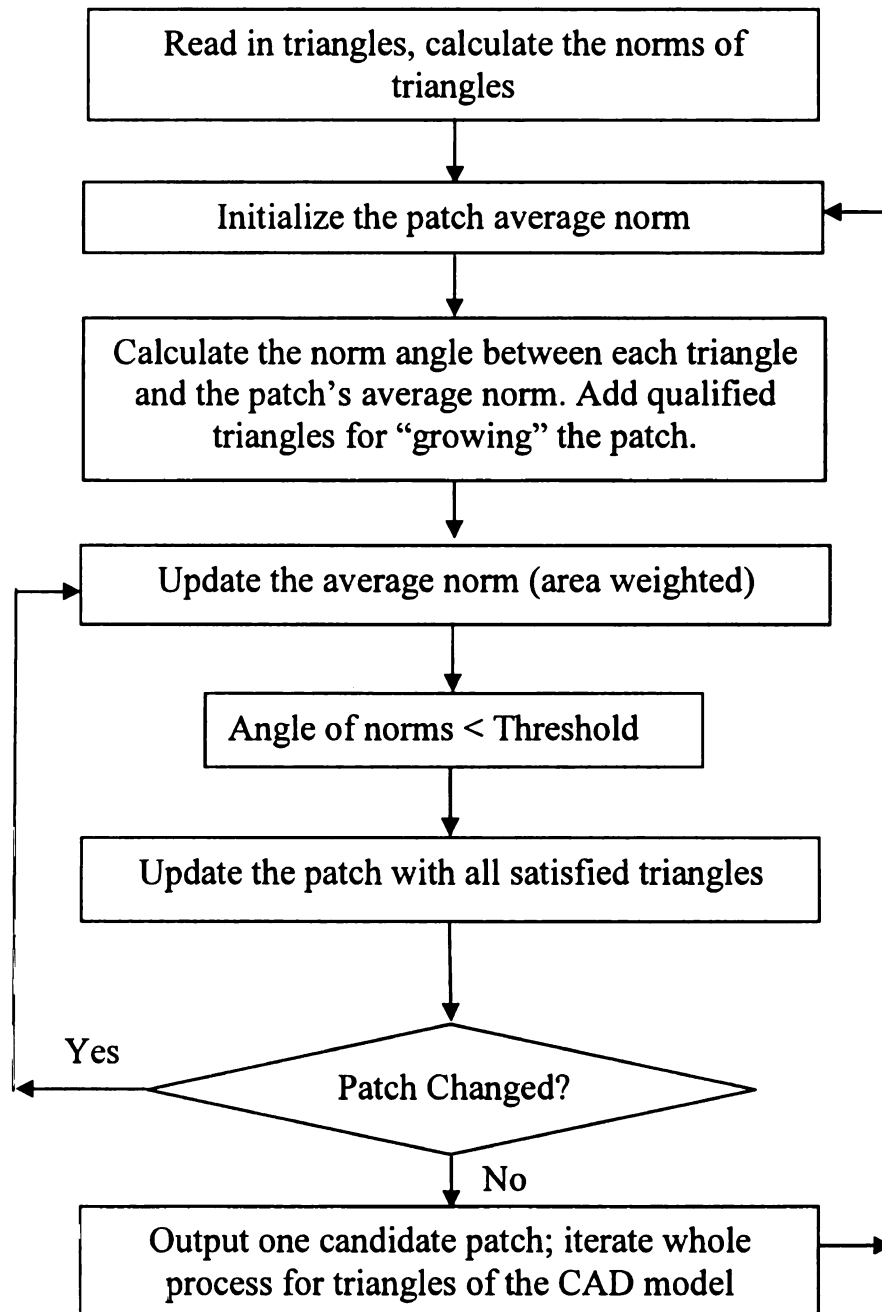 Read in triangles, calculate the norms of
triangles
Initialize the patch average norm
Calculate the norm angle between each triangle
and the patch’s average norm. Add qualified
triangles for “growing” the patch.
Update the average norm (area weighted)
Angle of norms < Threshold
Update the patch with all satisfied triangles
Yes
Patch Changed?
No
Output one candidate patch; iterate whole
process for triangles of the CAD model